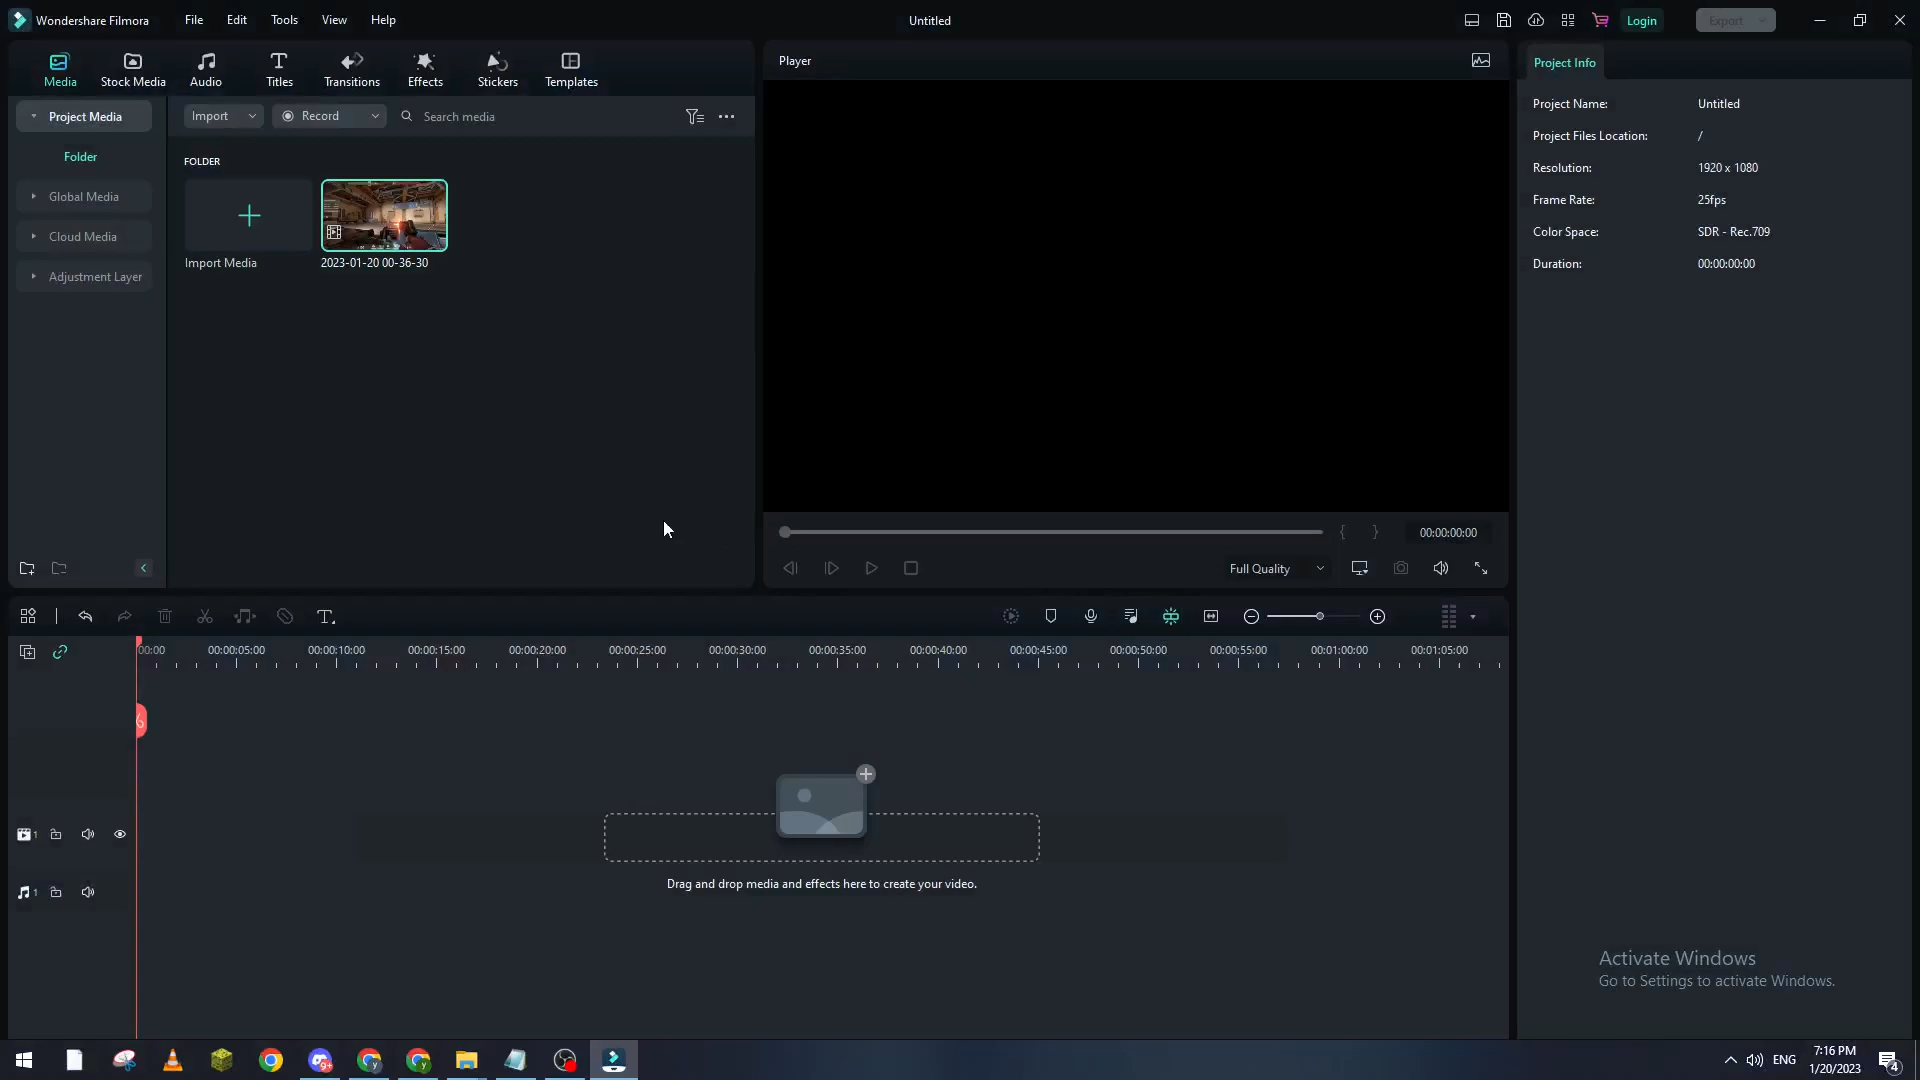 Wondershare Filmora
File
Edit
Tools
View
Help
Untitled
Login
Export
Media
Stock Media
Audio
Titles
Transitions
Effects
Stickers
Templates
Player
Project Info
Project Media
Import
Record
Search media
Folder
FOLDER
Global Media
Cloud Media
Adjustment Layer
Import Media
2023-01-20 00-36-30
Project Name: Untitled
Project Files Location: /
Resolution: 1920 x 1080
Frame Rate: 25fps
Color Space: SDR - Rec.709
Duration: 00:00:00:00
00:00:00:00
Full Quality
00:00 00:00:05:00 00:00:10:00 00:00:15:00 00:00:20:00 00:00:25:00 00:00:30:00 00:00:35:00 00:00:40:00 00:00:45:00 00:00:50:00 00:00:55:00 00:01:00:00 00:01:05:00
1
Drag and drop media and effects here to create your video.
1
Activate Windows
Go to Settings to activate Windows.
9+
ENG
7:16 PM
1/20/2023
4